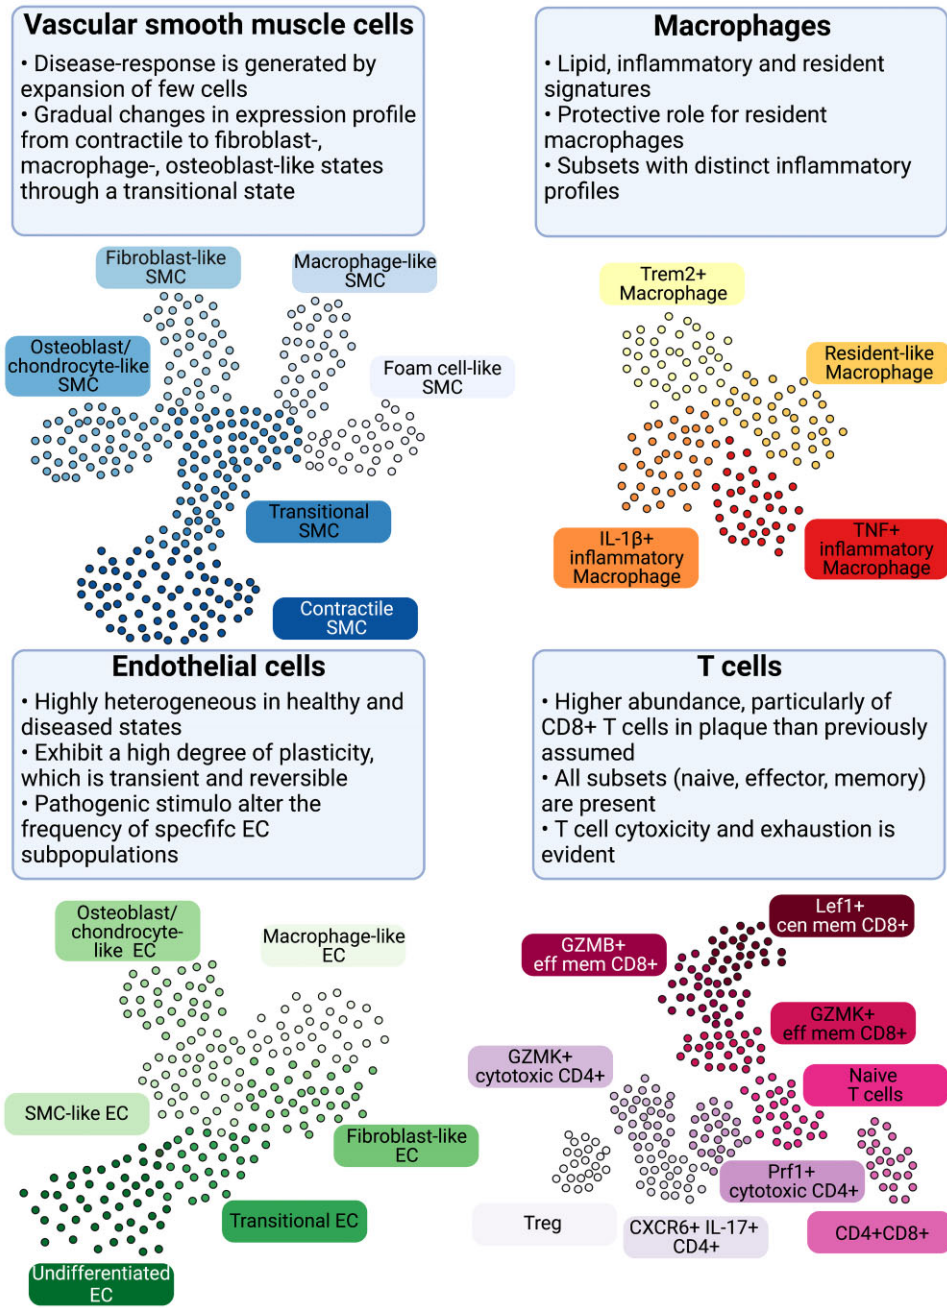 Vascular smooth muscle cells
• Disease-response is generated by
expansion of few cells
• Gradual changes in expression profile
from contractile to fibroblast-,
macrophage-, osteoblast-like states
through a transitional state
Macrophages
• Lipid, inflammatory and resident
signatures
• Protective role for resident
macrophages
• Subsets with distinct inflammatory
profiles
Fibroblast-like
SMC
Macrophage-like
SMC
Osteoblast/
chondrocyte-like
SMC
Foam cell-like
SMC
Transitional
SMC
Contractile
SMC
Trem2+
Macrophage
Resident-like
Macrophage
IL-1β+
inflammatory
Macrophage
TNF+
inflammatory
Macrophage
Endothelial cells
• Highly heterogeneous in healthy and
diseased states
• Exhibit a high degree of plasticity,
which is transient and reversible
• Pathogenic stimulo alter the
frequency of specfifc EC
subpopulations
T cells
• Higher abundance, particularly of
CD8+ T cells in plaque than previously
assumed
• All subsets (naive, effector, memory)
are present
• T cell cytoxicity and exhaustion is
evident
Osteoblast/
chondrocyte-
like EC
Macrophage-like
EC
SMC-like EC
Fibroblast-like
EC
Transitional EC
Undifferentiated
EC
Lef1+
cen mem CD8+
GZMB+
eff mem CD8+
GZMK+
eff mem CD8+
GZMK+
cytotoxic CD4+
Naive
T cells
Prf1+
cytotoxic CD4+
Treg
CXCR6+ IL-17+
CD4+
CD4+CD8+